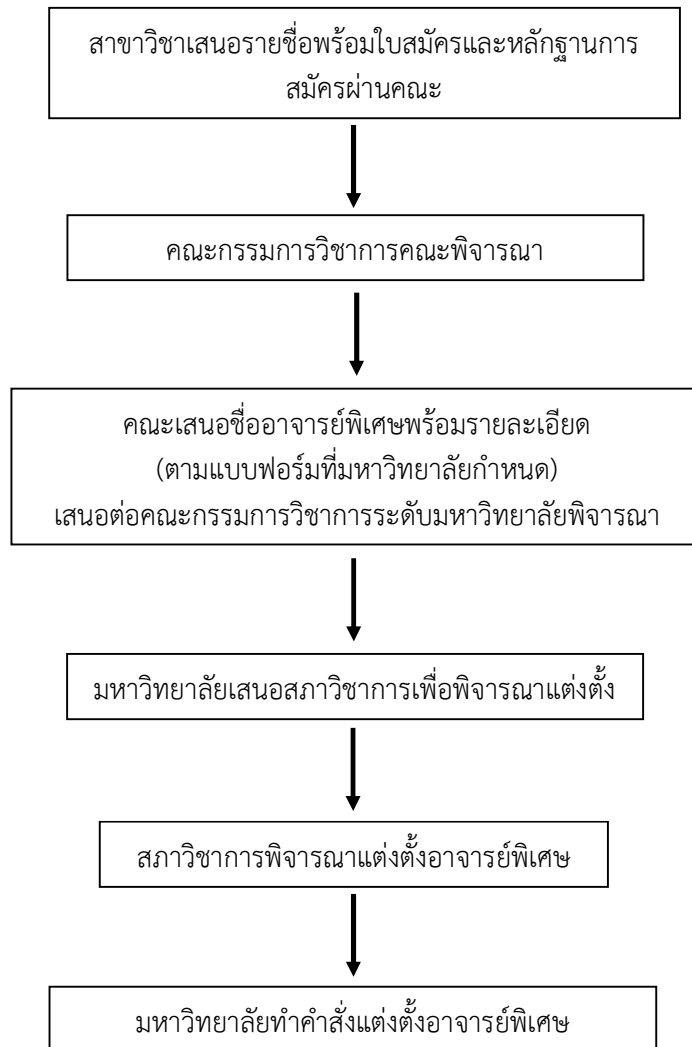 สาขาวิชาเสนอรายชื่อพร้อมใบสมัครและหลักฐานการ
สมัครผ่านคณะ
คณะกรรมการวิชาการคณะพิจารณา
คณะเสนอชื่ออาจารย์พิเศษพร้อมรายละเอียด
(ตามแบบฟอร์มที่มหาวิทยาลัยกำหนด)
เสนอต่อคณะกรรมการวิชาการระดับมหาวิทยาลัยพิจารณา
มหาวิทยาลัยเสนอสภาวิชาการเพื่อพิจารณาแต่งตั้ง
สภาวิชาการพิจารณาแต่งตั้งอาจารย์พิเศษ
มหาวิทยาลัยทำคำสั่งแต่งตั้งอาจารย์พิเศษ